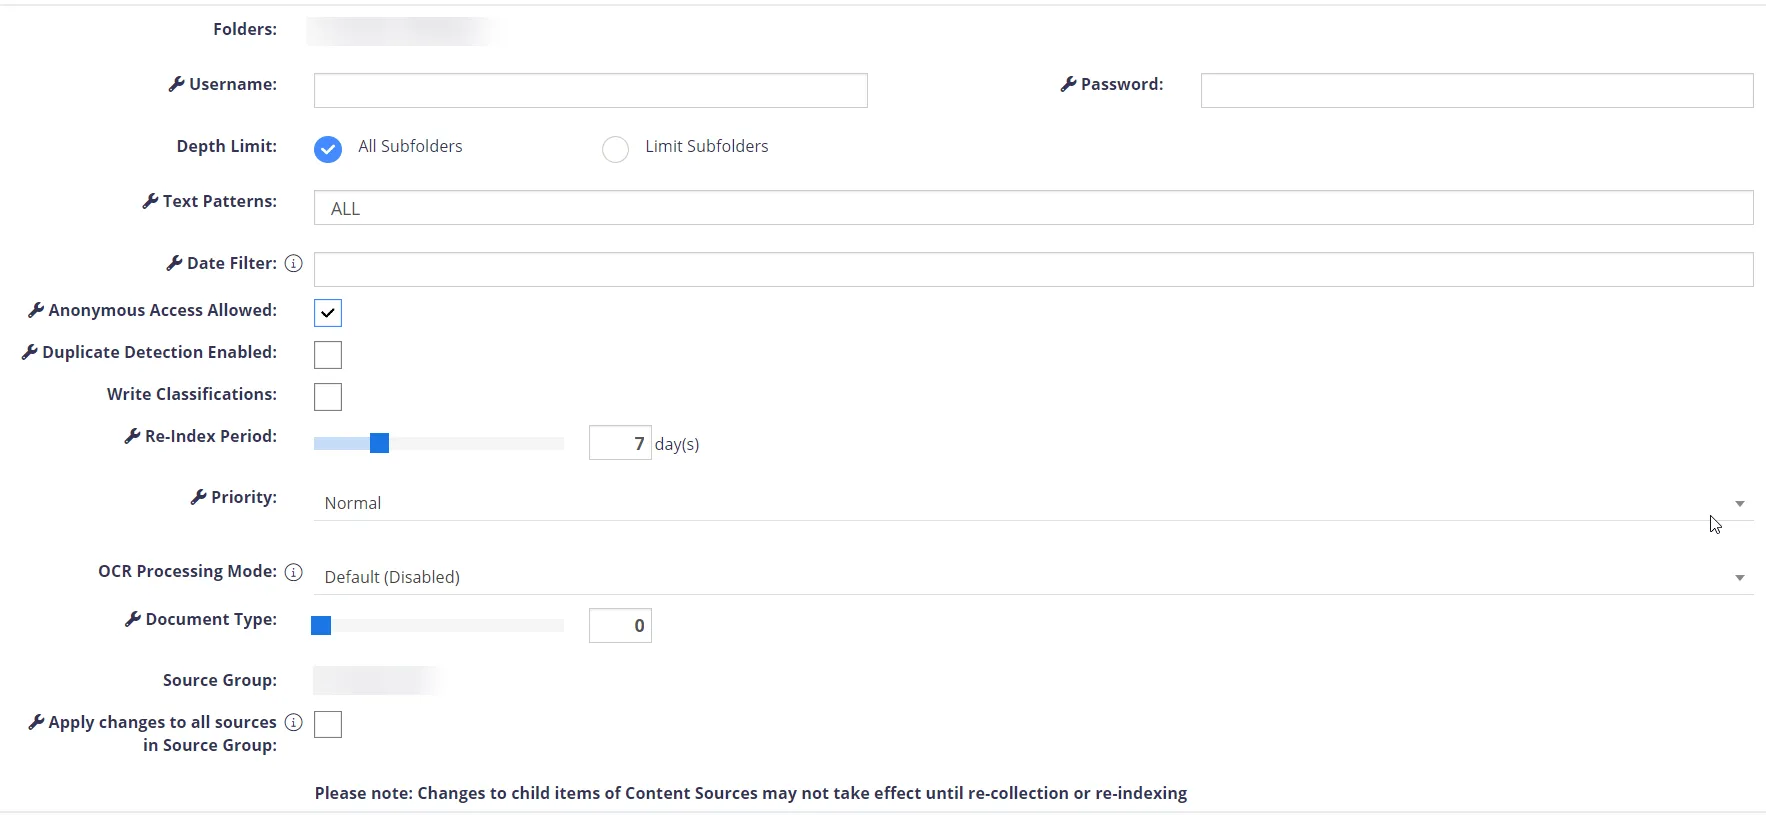 Folders:
Username:
Password:
Depth Limit:
All Subfolders
Limit Subfolders
Text Patterns:
ALL
Date Filter:
Anonymous Access Allowed:
Duplicate Detection Enabled:
Write Classifications:
Re-Index Period:
7 day(s)
Priority:
Normal
OCR Processing Mode:
Default (Disabled)
Document Type:
0
Source Group:
Apply changes to all sources
in Source Group:
Please note: Changes to child items of Content Sources may not take effect until re-collection or re-indexing